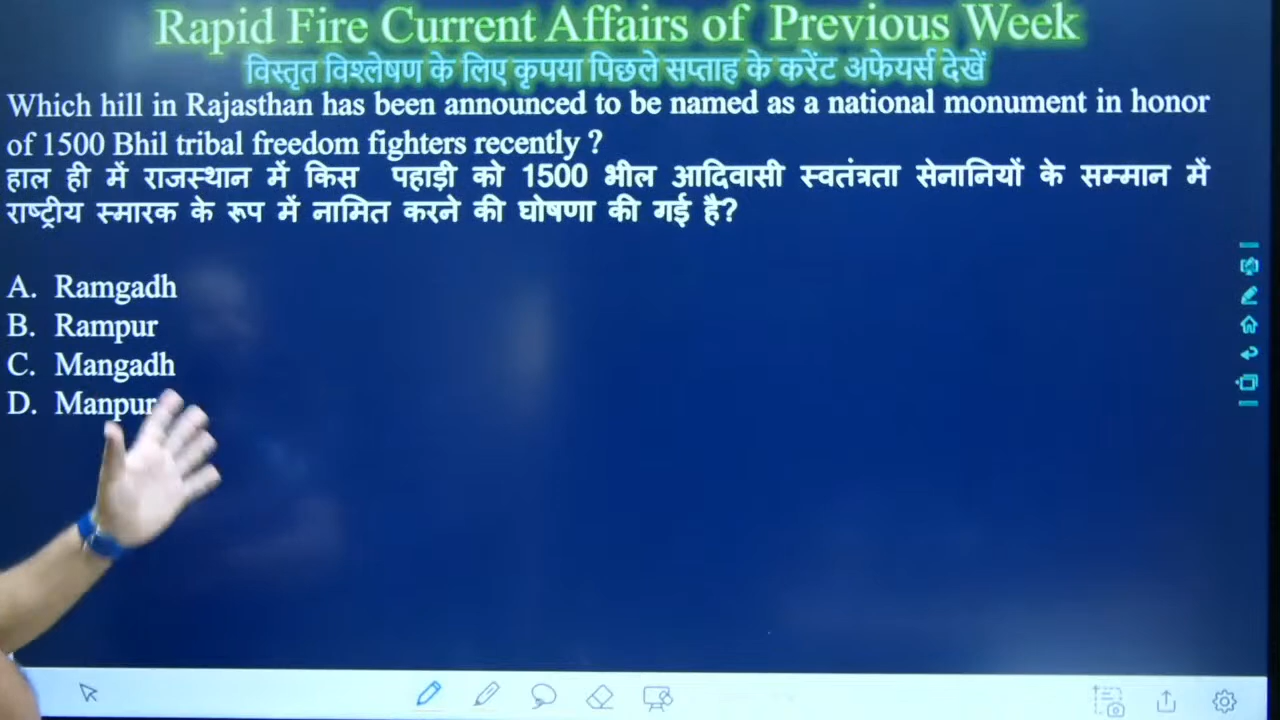 Rapid Fire Current Affairs of Previous Week
विस्तृत विश्लेषण के लिए कृपया पिछले सप्ताह के करेंट अफेयर्स देखें
Which hill in Rajasthan has been announced to be named as a national monument in honor
of 1500 Bhil tribal freedom fighters recently ?
हाल ही में राजस्थान में किस पहाड़ी को 1500 भील आदिवासी स्वतंत्रता सेनानियों के सम्मान में
राष्ट्रीय स्मारक के रूप में नामित करने की घोषणा की गई है?
A. Ramgadh
B. Rampur
C. Mangadh
D. Manpur